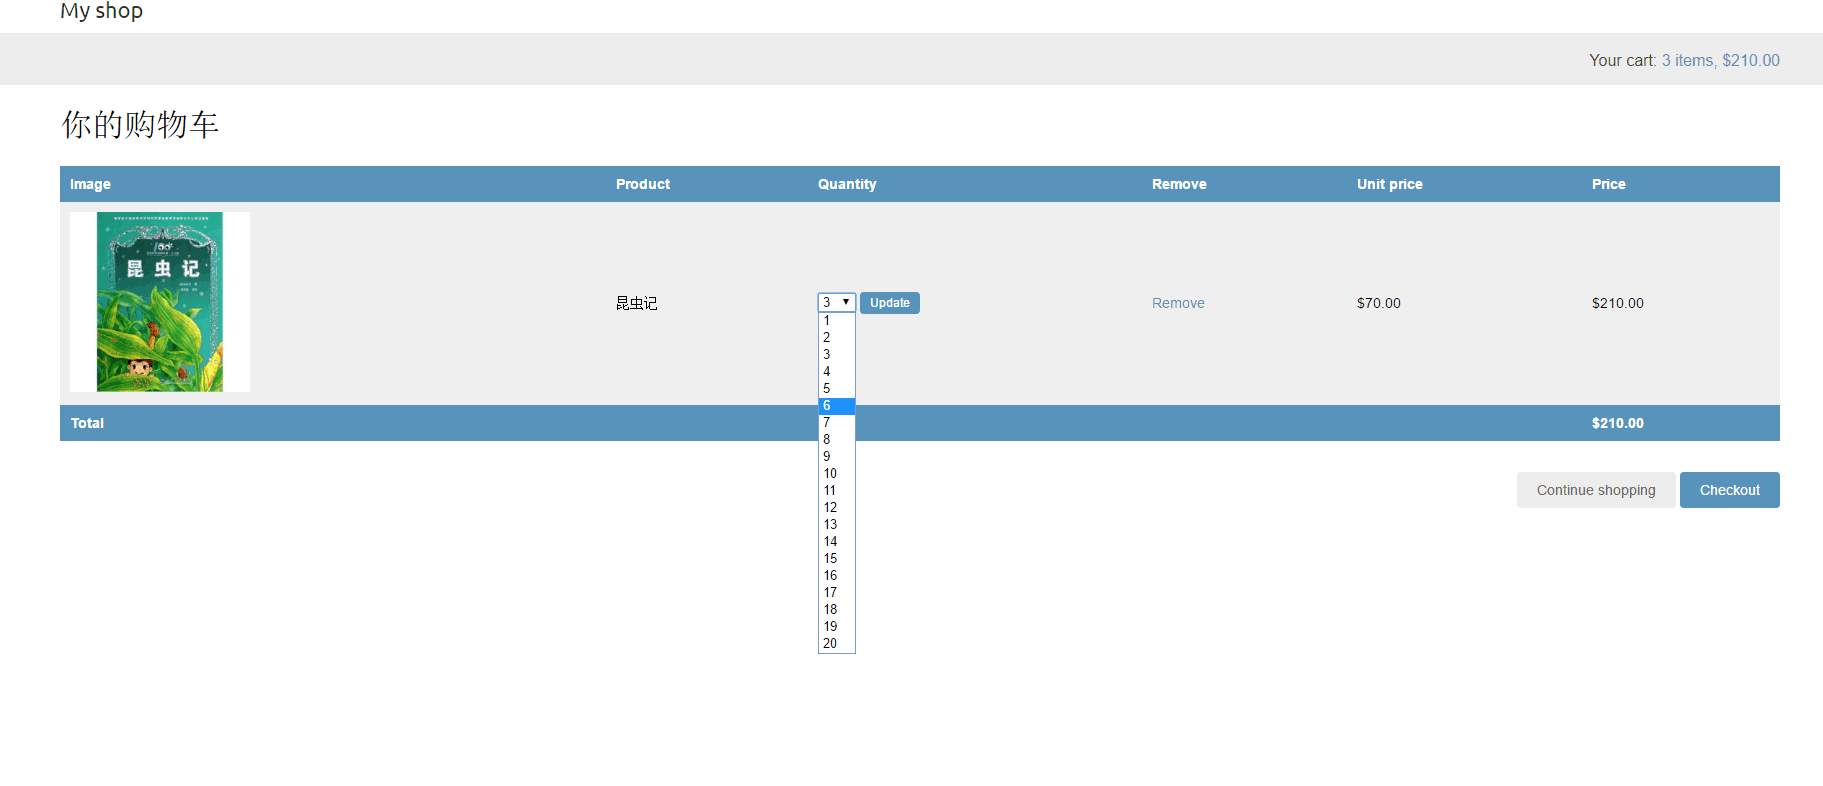 My shop
Your cart: 3 items, $210.00
你的购物车
Image Product Quantity Remove Unit price Price
昆虫记
昆虫记 3 Update Remove $70.00 $210.00
1
2
3
4
5
6
Total $210.00
7
8
9
10
Continue shopping Checkout
11
12
13
14
15
16
17
18
19
20